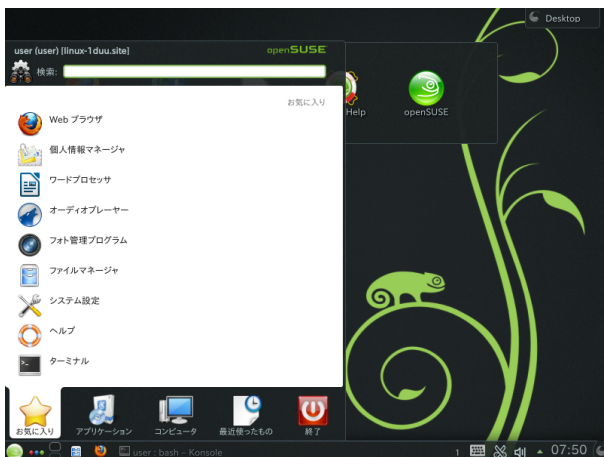 Desktop
user (user) [linux-1duu.site]
openSUSE
検索:
Help
openSUSE
お気に入り
Web ブラウザ
個人情報マネージャ
ワードプロセッサ
オーディオプレーヤー
フォト管理プログラム
ファイルマネージャ
システム設定
ヘルプ
ターミナル
お気に入り
アプリケーション
コンピュータ
最近使ったもの
終了
user : bash – Konsole
1
07:50